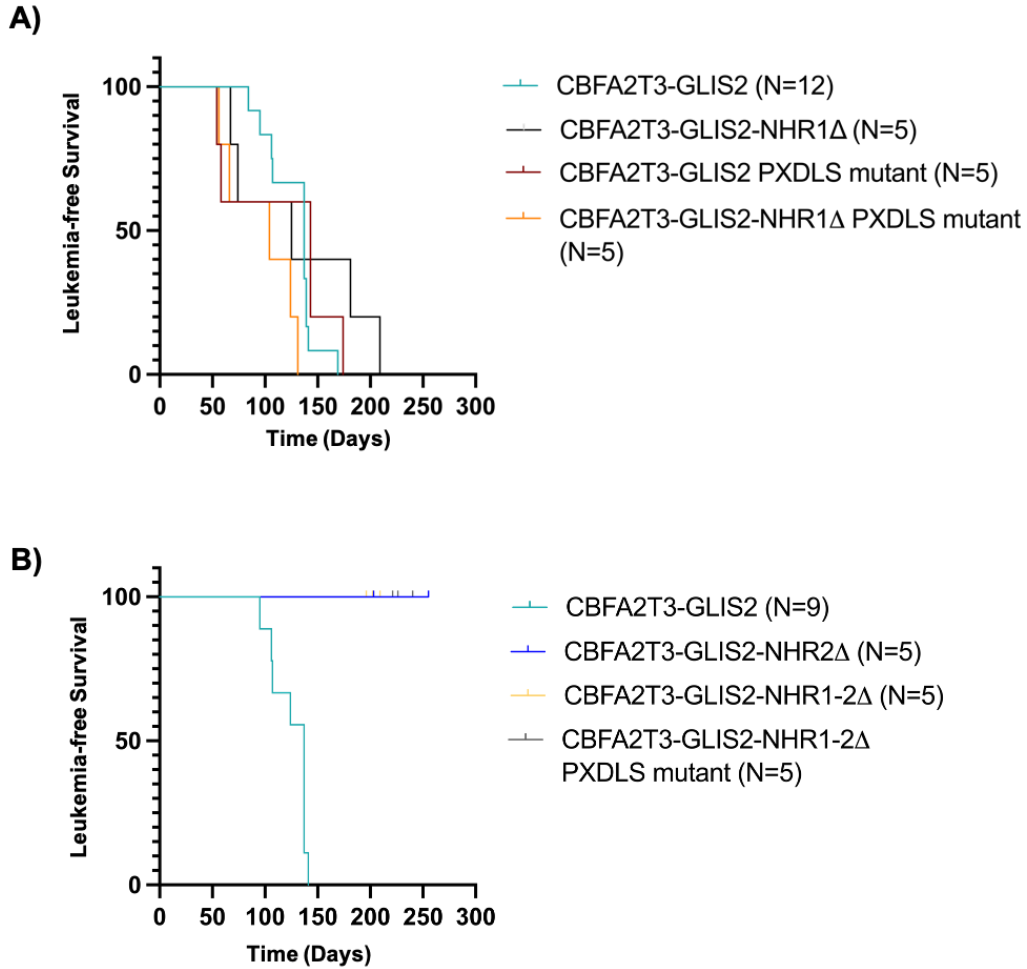 A)
Leukemia-free Survival
100
50
0
0 50 100 150 200 250 300
Time (Days)
CBFA2T3-GLIS2 (N=12)
CBFA2T3-GLIS2-NHR1Δ (N=5)
CBFA2T3-GLIS2 PXDLS mutant (N=5)
CBFA2T3-GLIS2-NHR1Δ PXDLS mutant
(N=5)
B)
Leukemia-free Survival
100
50
0
0 50 100 150 200 250 300
Time (Days)
CBFA2T3-GLIS2 (N=9)
CBFA2T3-GLIS2-NHR2Δ (N=5)
CBFA2T3-GLIS2-NHR1-2Δ (N=5)
CBFA2T3-GLIS2-NHR1-2Δ
PXDLS mutant (N=5)